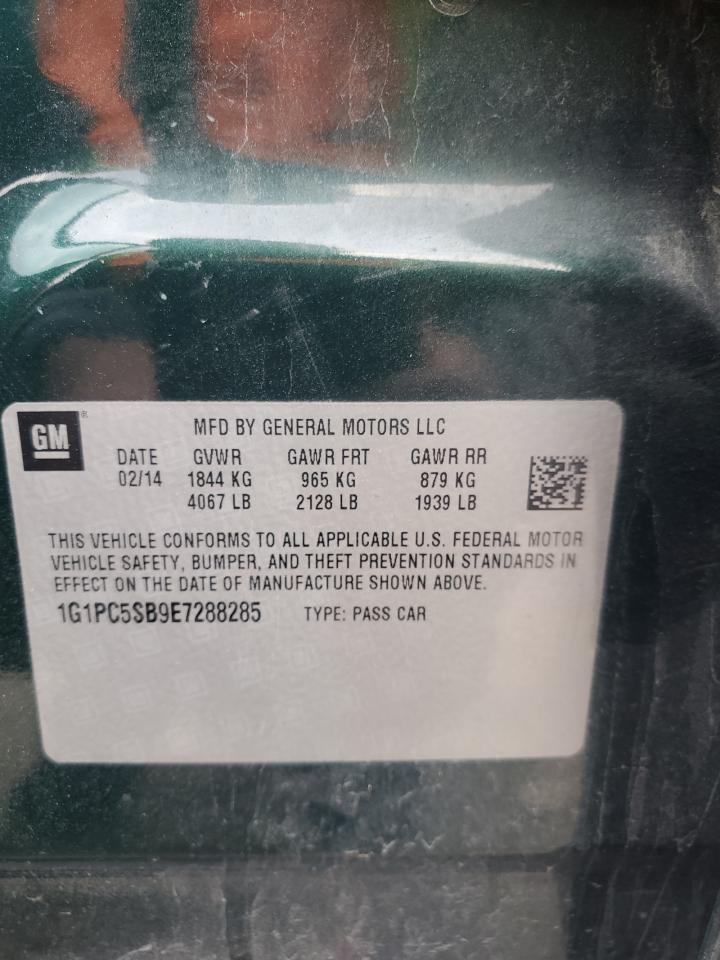 GM ®
MFD BY GENERAL MOTORS LLC
DATE GVWR GAWR FRT GAWR RR
02/14 1844 KG 965 KG 879 KG
4067 LB 2128 LB 1939 LB
THIS VEHICLE CONFORMS TO ALL APPLICABLE U.S. FEDERAL MOTOR
VEHICLE SAFETY, BUMPER, AND THEFT PREVENTION STANDARDS IN
EFFECT ON THE DATE OF MANUFACTURE SHOWN ABOVE.
1G1PC5SB9E7288285 TYPE: PASS CAR